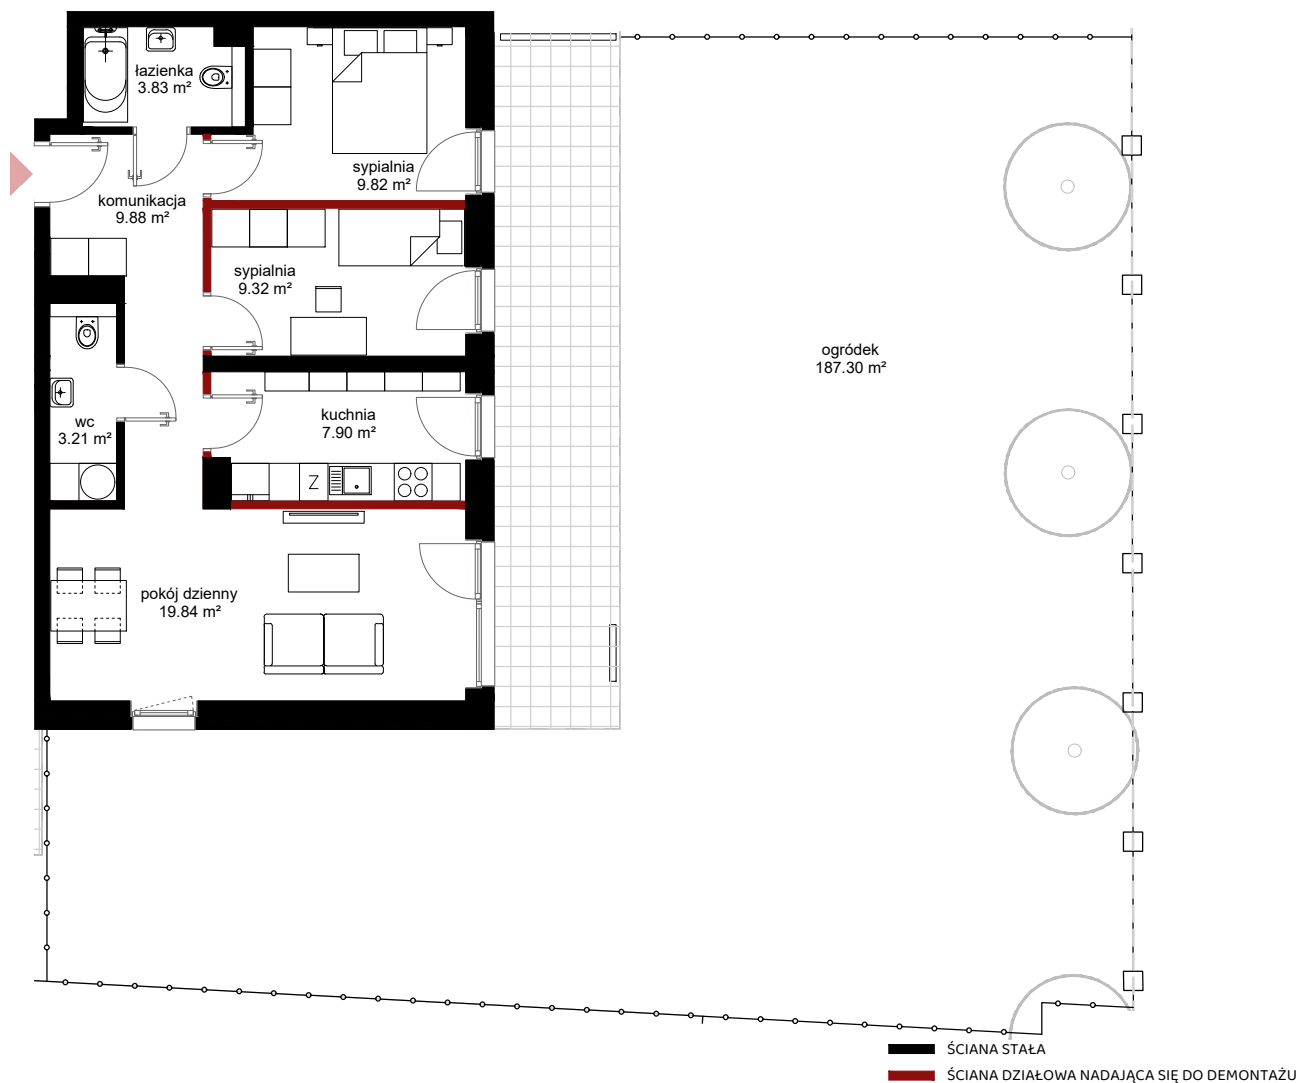 łazienka
3.83 m²
sypialnia
9.82 m²
komunikacja
9.88 m²
sypialnia
9.32 m²
ogródek
187.30 m²
kuchnia
7.90 m²
wc
3.21 m²
Z
pokój dzienny
19.84 m²
ŚCIANA STAŁA
ŚCIANA DZIAŁOWA NADAJĄCA SIĘ DO DEMONTAŻU